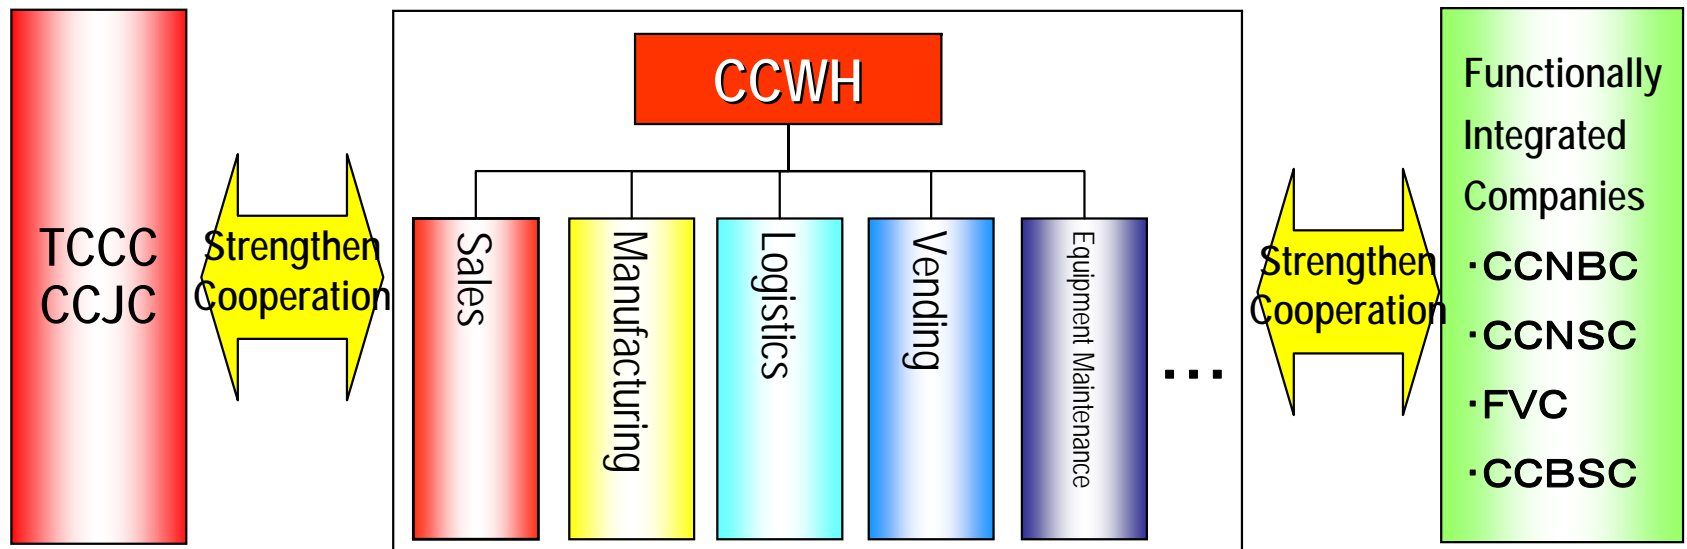 TCCC
CCJC
Strengthen
Cooperation
CCWH
Sales
Manufacturing
Logistics
Vending
Equipment Maintenance
...
Strengthen
Cooperation
Functionally
Integrated
Companies
・CCNBC
・CCNSC
・FVC
・CCBSC